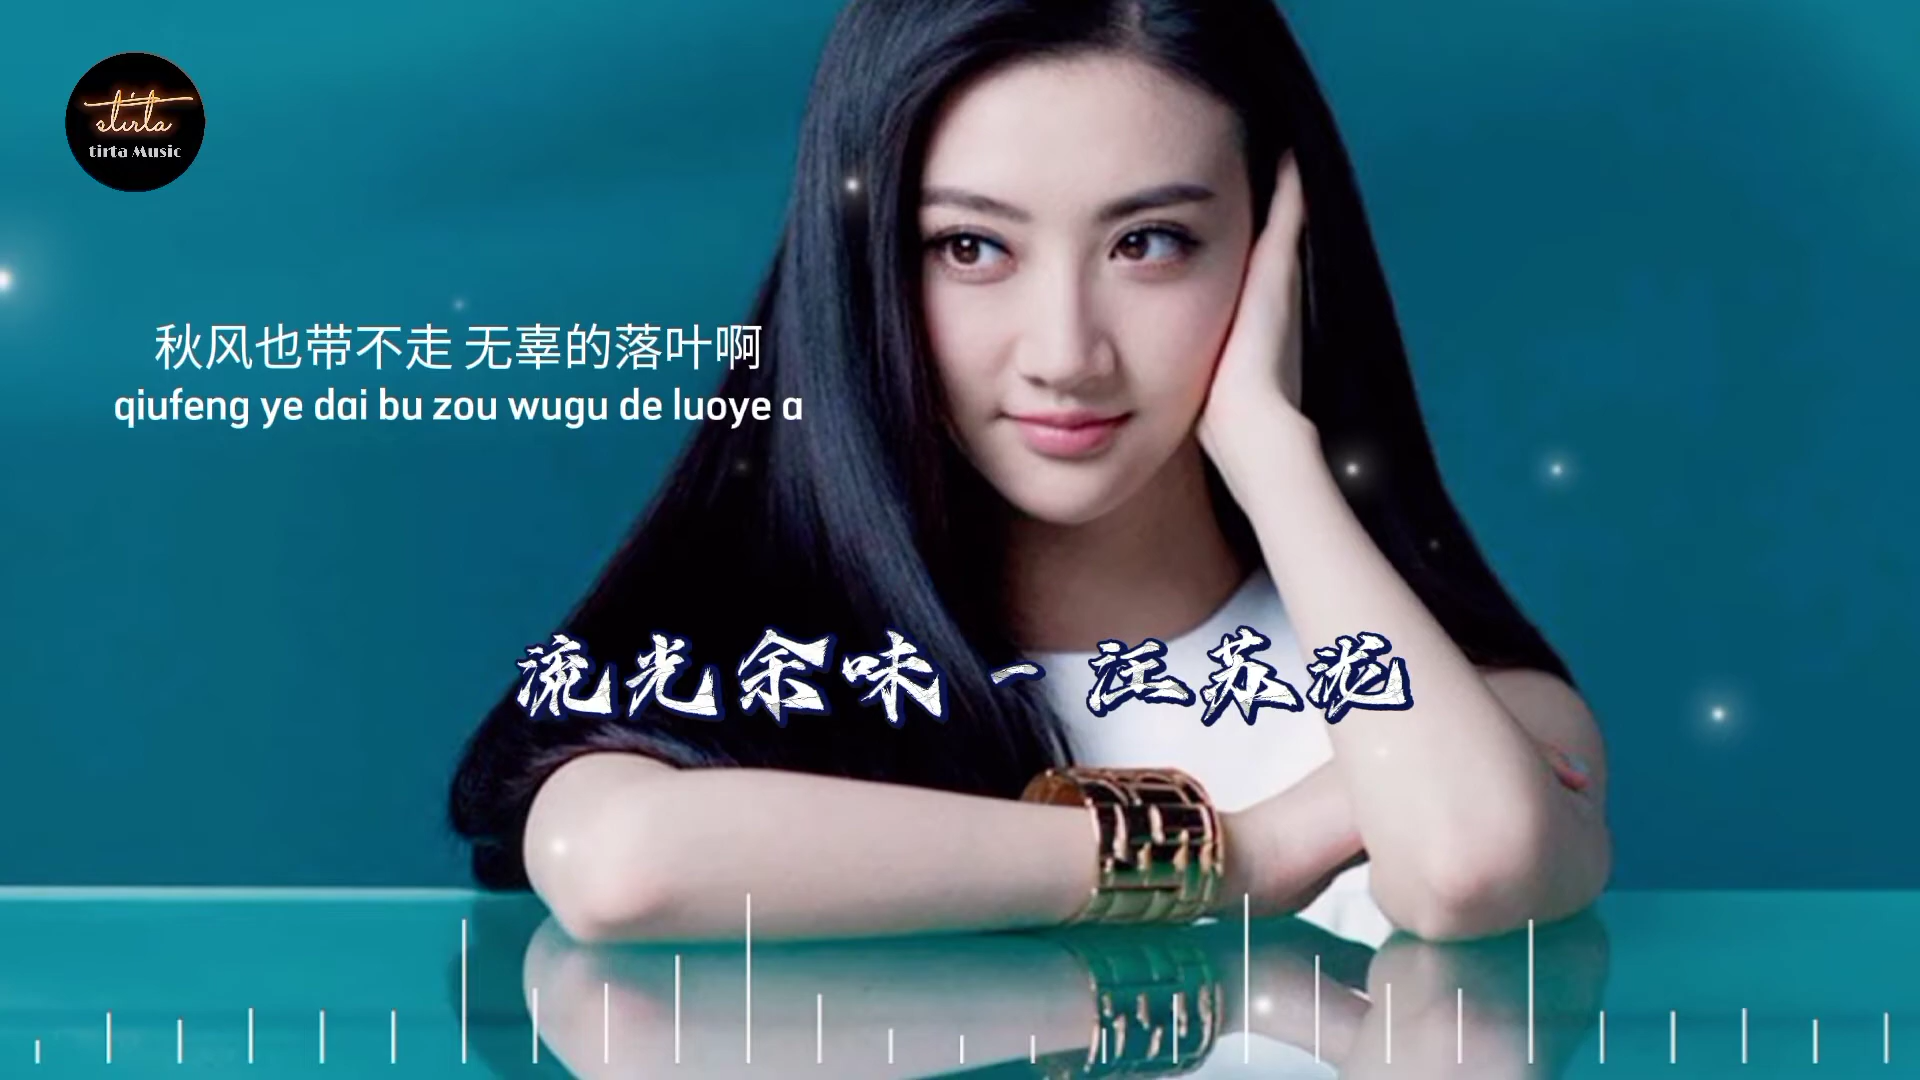 stirta
tirta Music
秋风也带不走 无辜的落叶啊
qiufeng ye dai bu zou wugu de luoye a
流光余味 - 汪苏泷